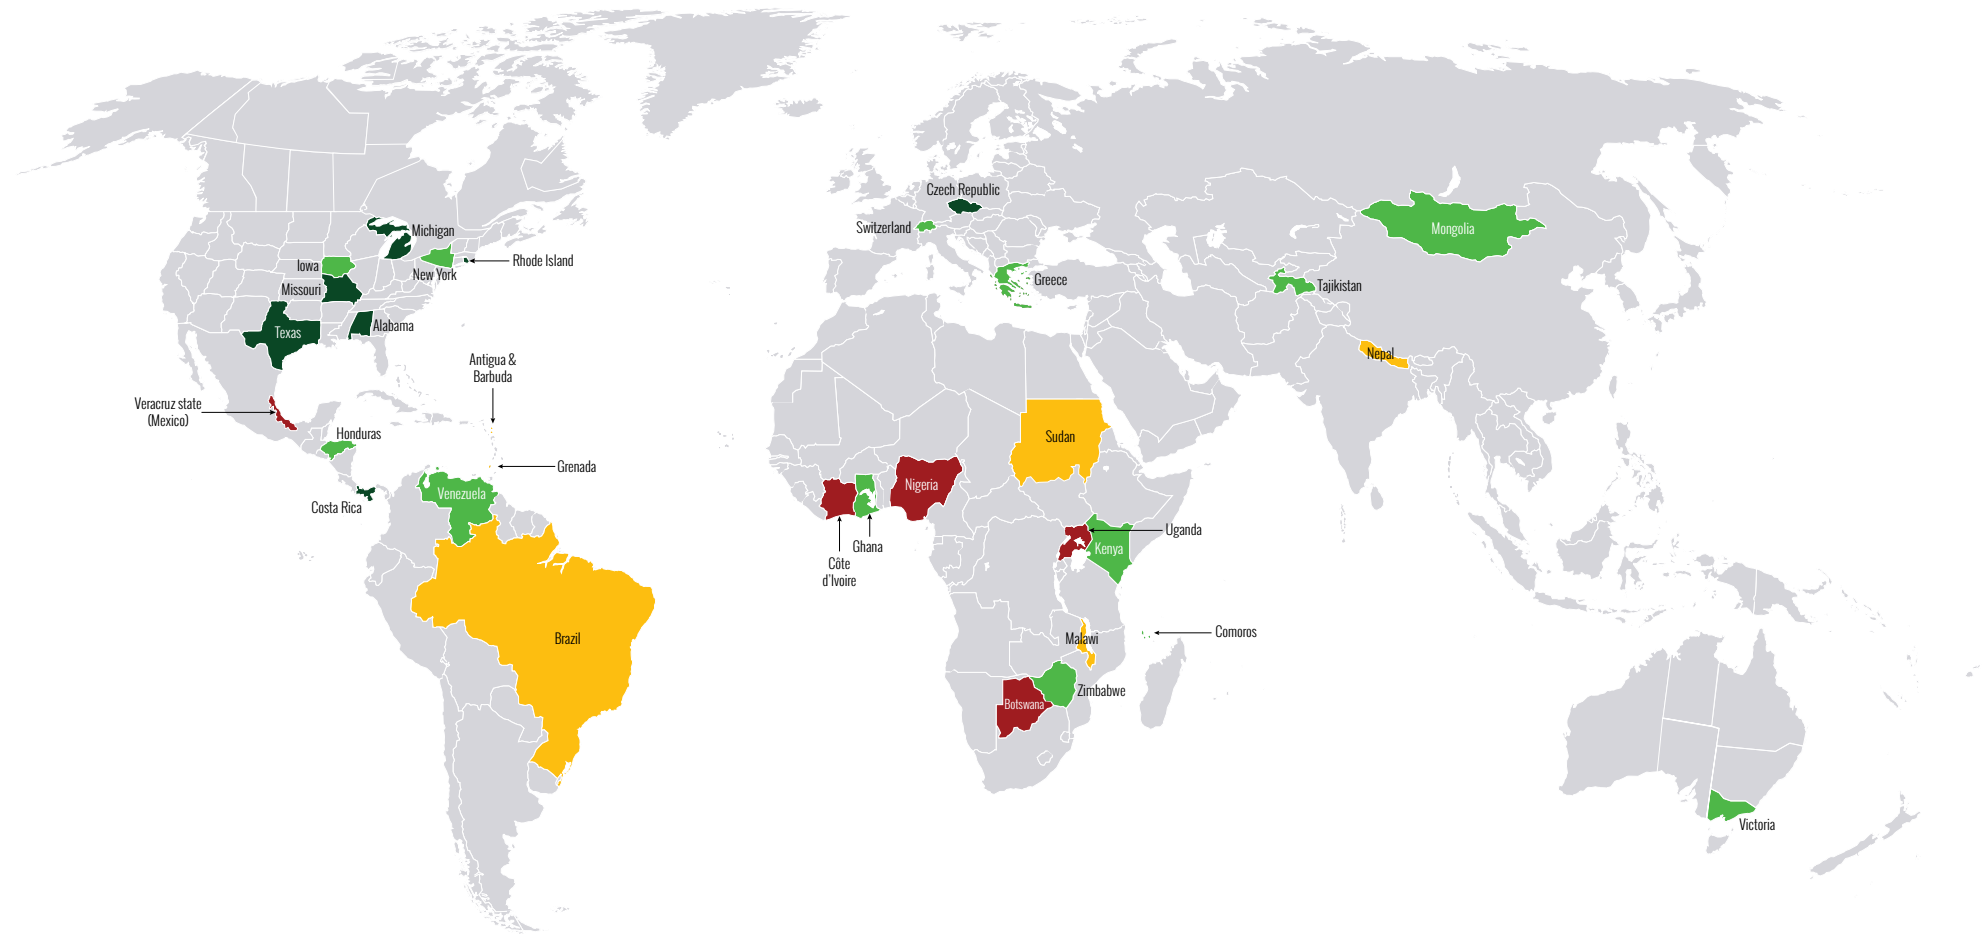 Czech Republic
Switzerland
Mongolia
Michigan
Rhode Island
Iowa
New York
Greece
Tajikistan
Missouri
Texas
Alabama
Nepal
Antigua &
Barbuda
Veracruz state
(Mexico)
Honduras
Sudan
Grenada
Venezuela
Nigeria
Costa Rica
Uganda
Ghana
Kenya
Côte
d'Ivoire
Brazil
Malawi
Comoros
Zimbabwe
Botswana
Victoria